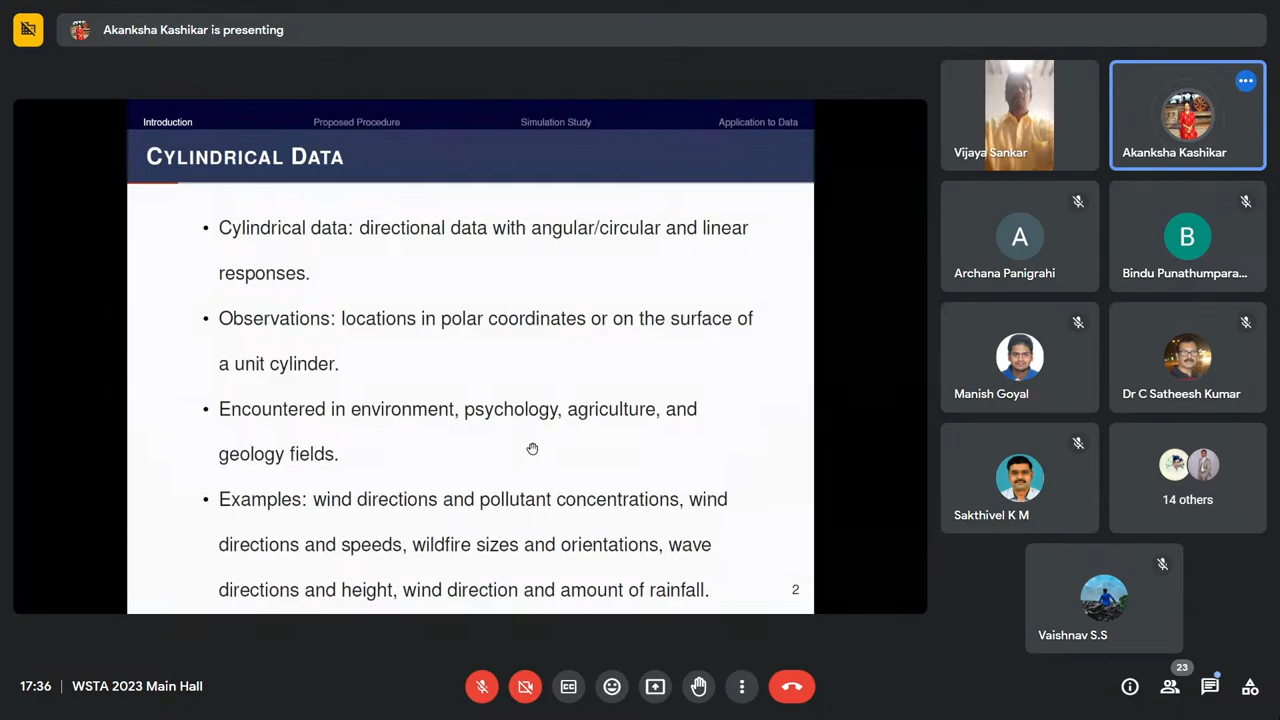 Akanksha Kashikar is presenting
Introduction
Proposed Procedure
Simulation Study
Application to Data
CYLINDRICAL DATA
• Cylindrical data: directional data with angular/circular and linear
responses.
• Observations: locations in polar coordinates or on the surface of
a unit cylinder.
• Encountered in environment, psychology, agriculture, and
geology fields.
• Examples: wind directions and pollutant concentrations, wind
directions and speeds, wildfire sizes and orientations, wave
directions and height, wind direction and amount of rainfall.
2
Vijaya Sankar
Akanksha Kashikar
A
Archana Panigrahi
B
Bindu Punathumpara...
Manish Goyal
Dr C Satheesh Kumar
Sakthivel K M
14 others
Vaishnav S.S
17:36 | WSTA 2023 Main Hall
CC
23